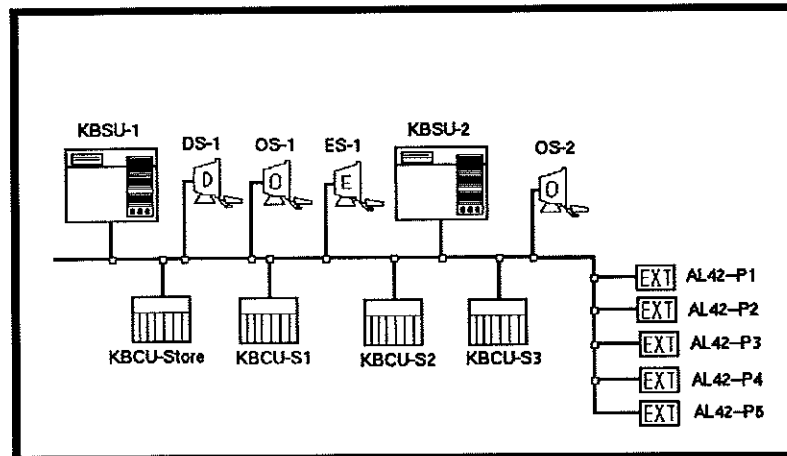 KBSU-1
DS-1
OS-1
ES-1
KBSU-2
OS-2
D
O
E
O
KBCU-Store
KBCU-S1
KBCU-S2
KBCU-S3
EXT AL42-P1
EXT AL42-P2
EXT AL42-P3
EXT AL42-P4
EXT AL42-P5